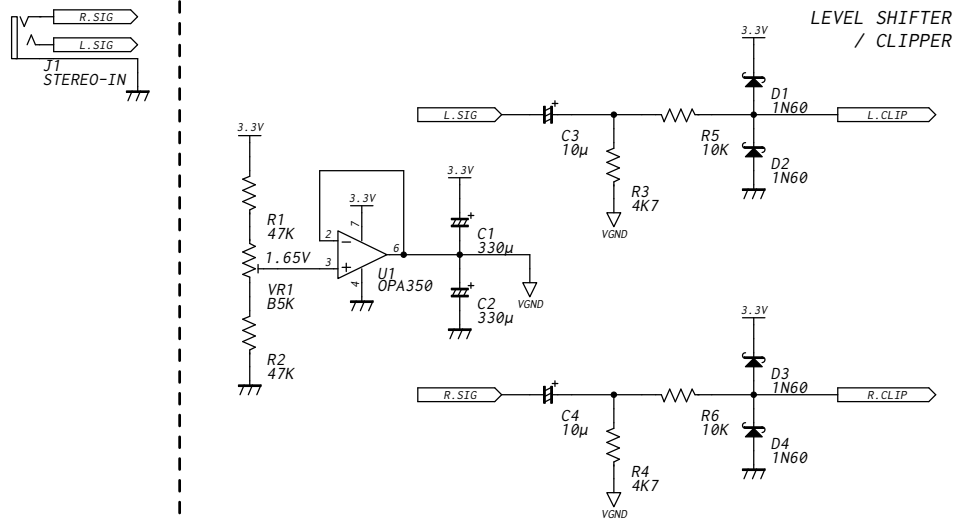 R.SIG
L.SIG
J1
STEREO-IN
LEVEL SHIFTER
/ CLIPPER
3.3V
R1
47K
1.65V
VR1
B5K
R2
47K
3.3V
2
3
7
4
6
U1
OPA350
3.3V
C1
330μ
C2
330μ
VGND
L.SIG
C3
10μ
R3
4K7
VGND
R5
10K
3.3V
D1
1N60
D2
1N60
L.CLIP
R.SIG
C4
10μ
R4
4K7
VGND
R6
10K
3.3V
D3
1N60
D4
1N60
R.CLIP